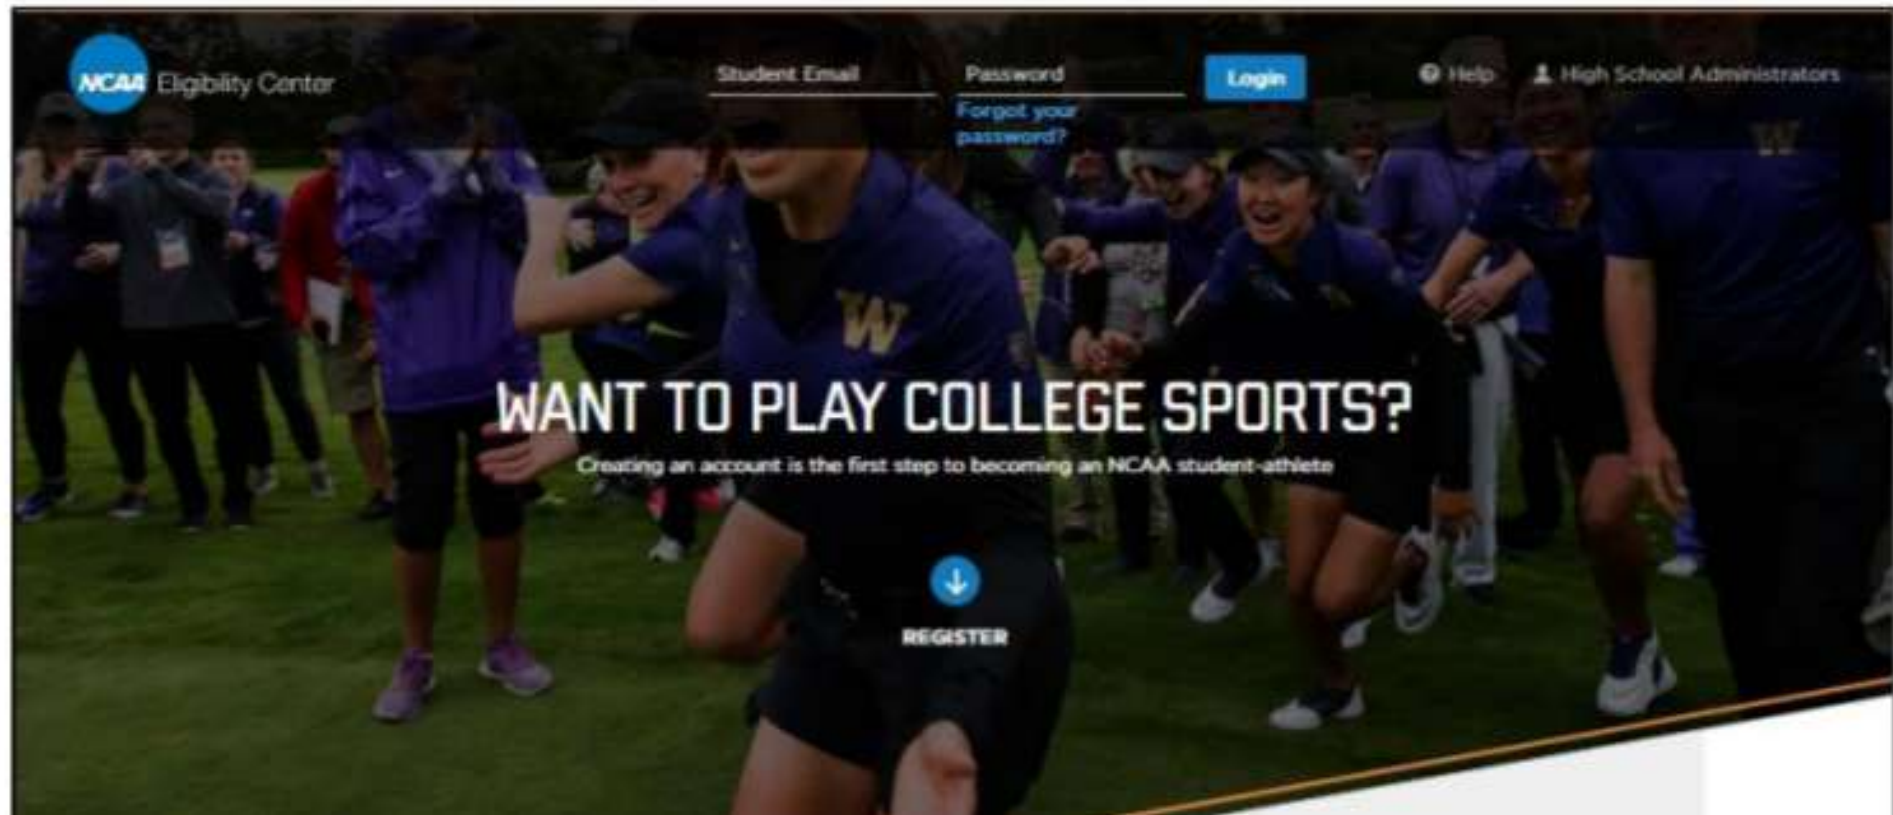 NCAA Eligibility Center
Student Email
Password
Login
Help
High School Administrators
Forgot your
password?
W
W
WANT TO PLAY COLLEGE SPORTS?
Creating an account is the first step to becoming an NCAA student-athlete
REGISTER